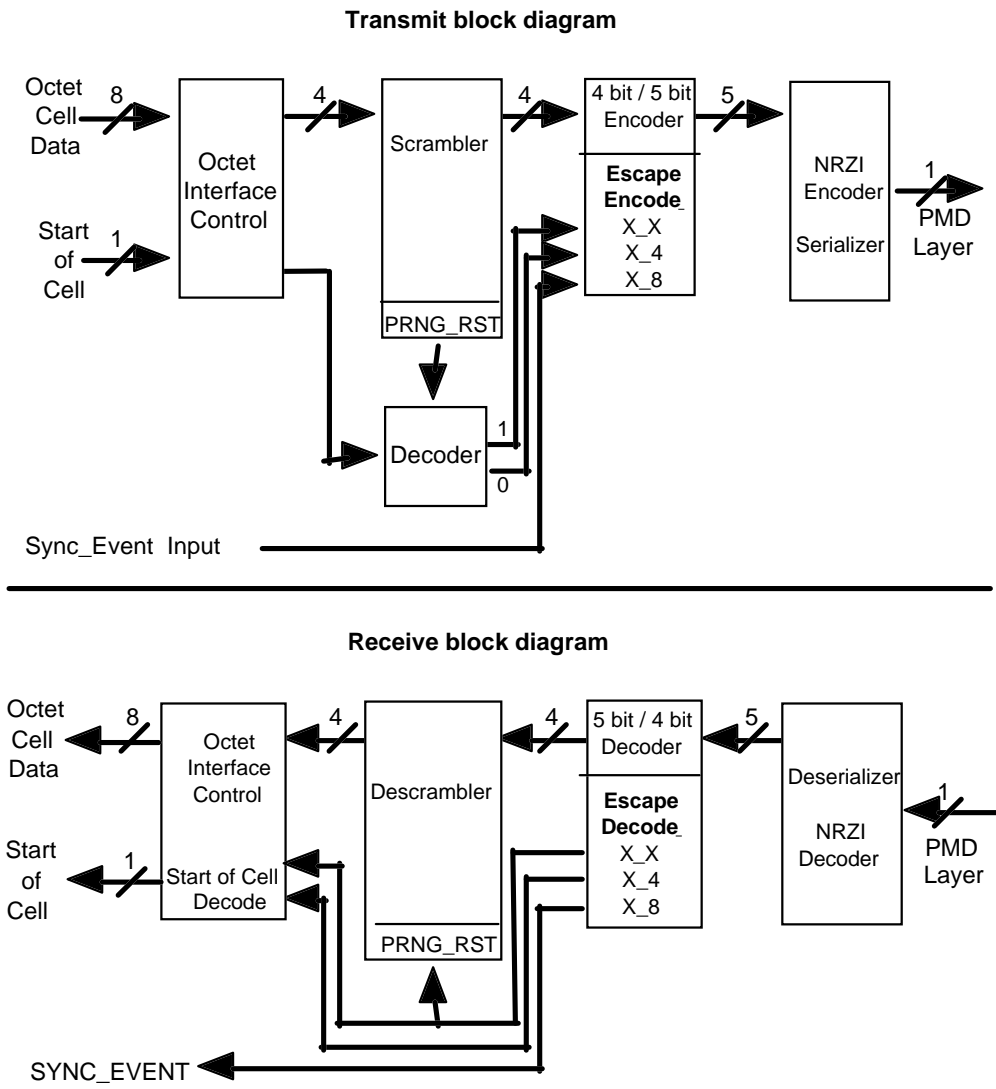 Transmit block diagram
Octet
Cell
Data
8
Start
of
Cell
1
Octet
Interface
Control
4
Scrambler
PRNG_RST
4
4 bit / 5 bit
Encoder
Escape
Encode_
X_X
X_4
X_8
5
NRZI
Encoder
Serializer
1
PMD
Layer
Decoder
1
0
Sync_Event Input
Receive block diagram
Octet
Cell
Data
8
Start
of
Cell
1
Octet
Interface
Control
Start of Cell
Decode
4
Descrambler
PRNG_RST
4
5 bit / 4 bit
Decoder
Escape
Decode_
X_X
X_4
X_8
5
Deserializer
NRZI
Decoder
1
PMD
Layer
SYNC_EVENT